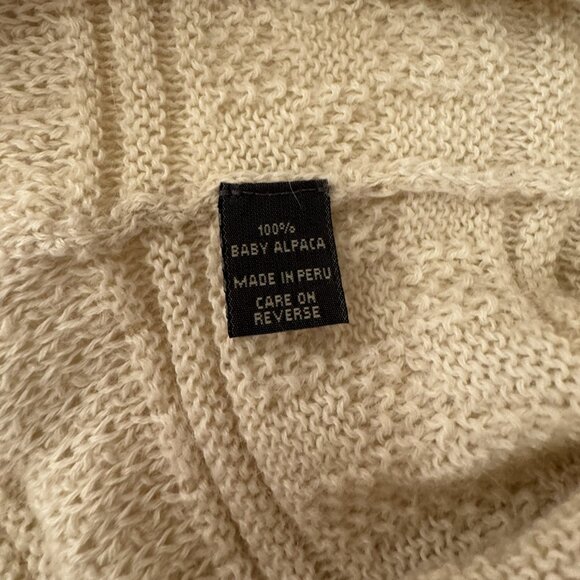 100%
BABY ALPACA
MADE IN PERU
CARE ON
REVERSE